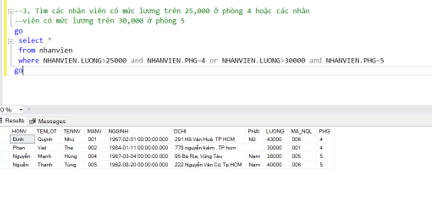 --3. Tìm các nhân viên có mức lương trên 25,000 ở phòng 4 hoặc các nhân
--viên có mức lương trên 30,000 ở phòng 5
go
select *
from nhanvien
where NHANVIEN.LUONG>25000 and NHANVIEN.PHG=4 or NHANVIEN.LUONG>30000 and NHANVIEN.PHG=5
go
0 %
Results Messages
HONV TENLOT TENNV MANV NGSINH DCHI PHAI LUONG MA_NQL PHG
Đinh Quỳnh Như 001 1967-02-01 00:00:00.000 291 Hồ Văn Huê, TP HCM Nữ 43000 006 4
Phan Viet The 002 1984-01-11 00:00:00.000 778 nguyễn kiệm , TP hcm 30000 001 4
Nguyễn Mạnh Hùng 004 1967-03-04 00:00:00.000 95 Bà Rịa, Vũng Tàu Nam 38000 005 5
Nguyễn Thanh Tùng 005 1962-08-20 00:00:00.000 222 Nguyễn Văn Cừ, Tp HCM Nam 40000 006 5